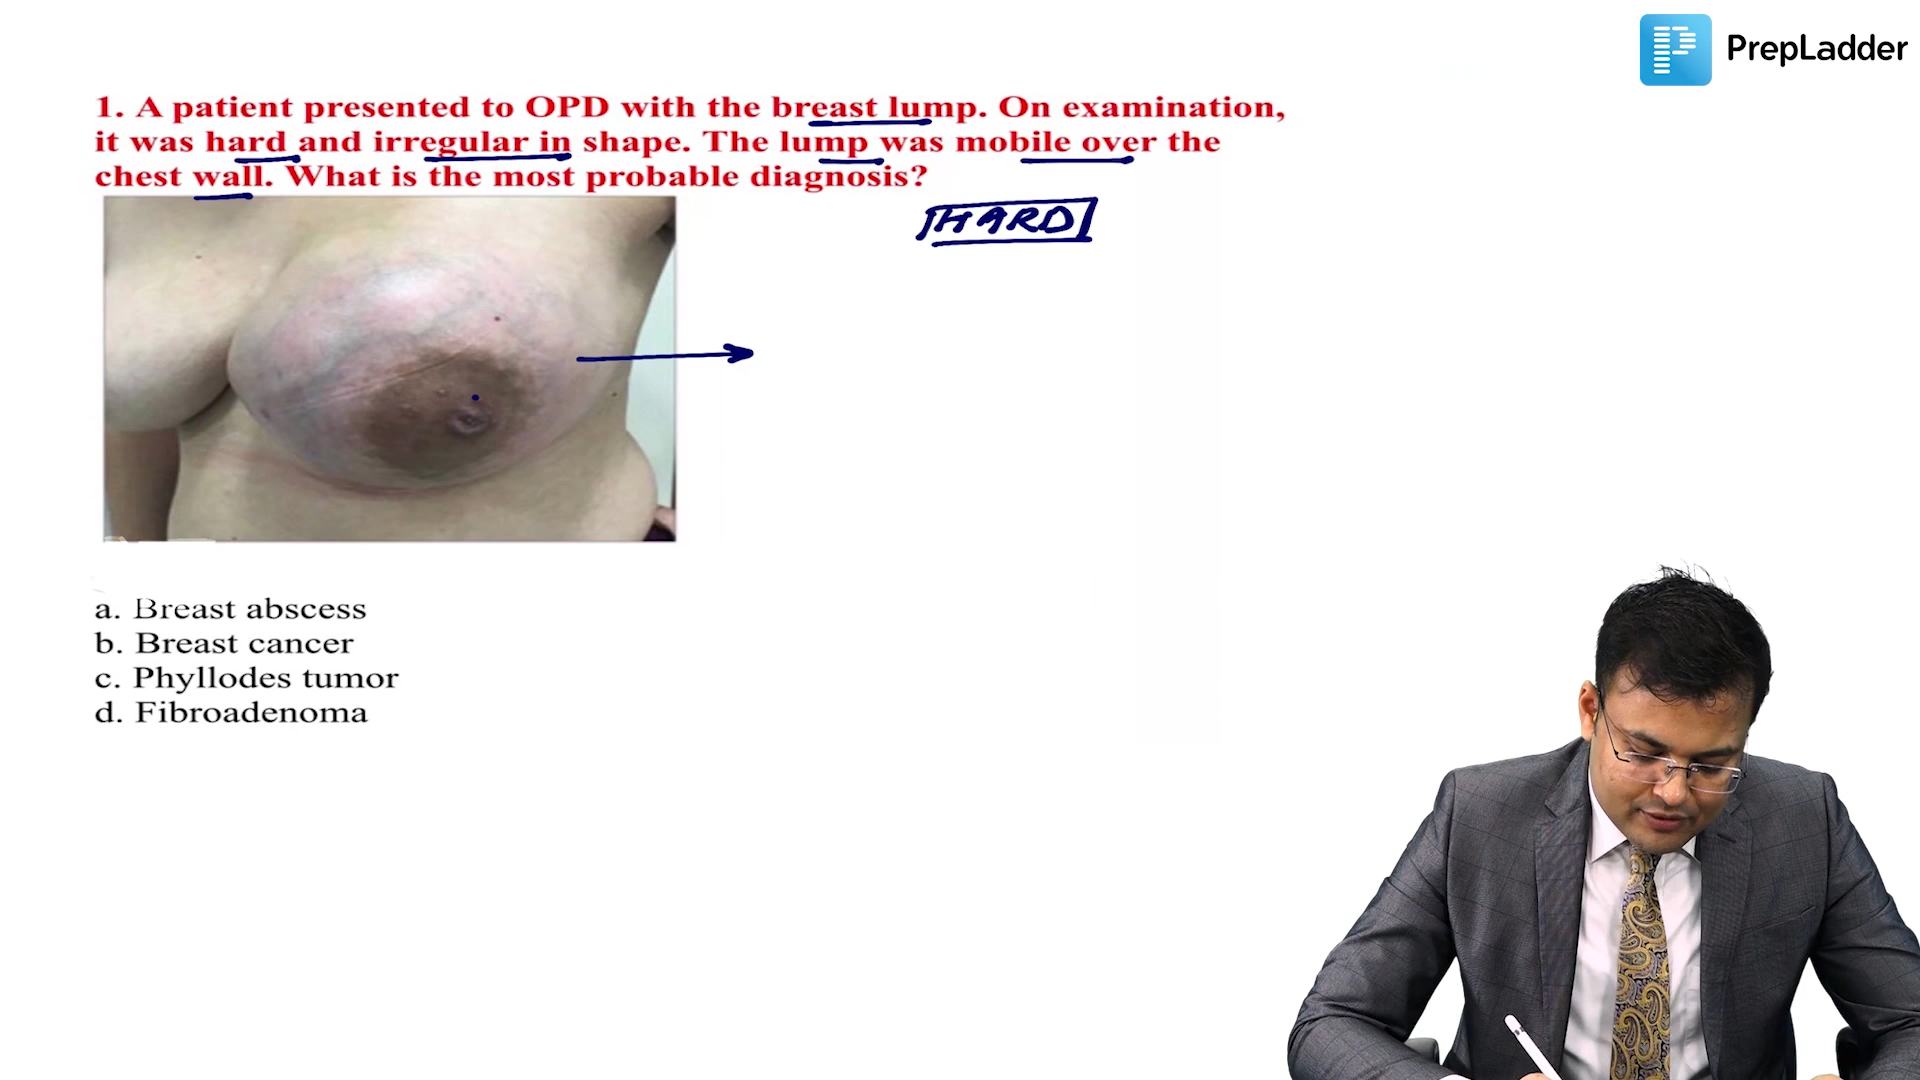 PrepLadder
1. A patient presented to OPD with the breast lump. On examination,
it was hard and irregular in shape. The lump was mobile over the
chest wall. What is the most probable diagnosis?
HARD
a. Breast abscess
b. Breast cancer
c. Phyllodes tumor
d. Fibroadenoma